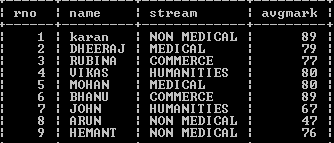 rno | name | stream | avgmark
1 | karan | NON MEDICAL | 89
2 | DHEERAJ | MEDICAL | 79
3 | RUBINA | COMMERCE | 77
4 | VIKAS | HUMANITIES | 80
5 | MOHAN | MEDICAL | 80
6 | BHANU | COMMERCE | 89
7 | JOHN | HUMANITIES | 67
8 | ARUN | NON MEDICAL | 47
9 | HEMANT | NON MEDICAL | 76